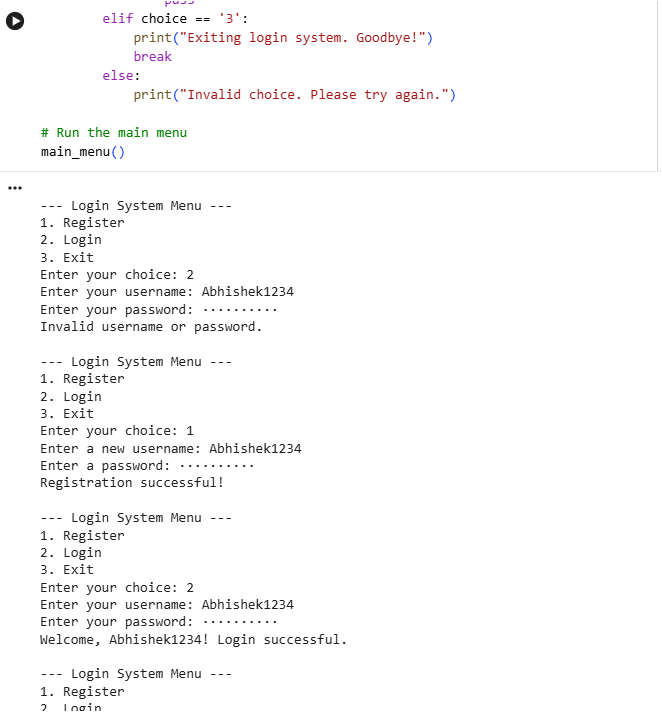 pass
elif choice == '3':
print("Exiting login system. Goodbye!")
break
else:
print("Invalid choice. Please try again.")
# Run the main menu
main_menu()
--- Login System Menu ---
1. Register
2. Login
3. Exit
Enter your choice: 2
Enter your username: Abhishek1234
Enter your password: ··········
Invalid username or password.
--- Login System Menu ---
1. Register
2. Login
3. Exit
Enter your choice: 1
Enter a new username: Abhishek1234
Enter a password: ··········
Registration successful!
--- Login System Menu ---
1. Register
2. Login
3. Exit
Enter your choice: 2
Enter your username: Abhishek1234
Enter your password: ··········
Welcome, Abhishek1234! Login successful.
--- Login System Menu ---
1. Register
2. Login